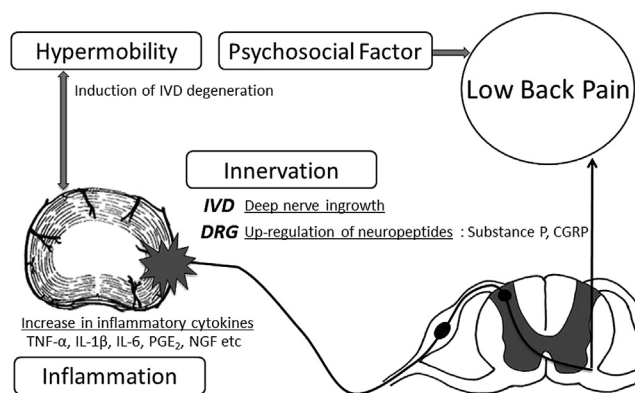 Hypermobility
Psychosocial Factor
Low Back Pain
Induction of IVD degeneration
Innervation
IVD Deep nerve ingrowth
DRG Up-regulation of neuropeptides : Substance P, CGRP
Increase in inflammatory cytokines
TNF-α, IL-1β, IL-6, PGE₂, NGF etc
Inflammation